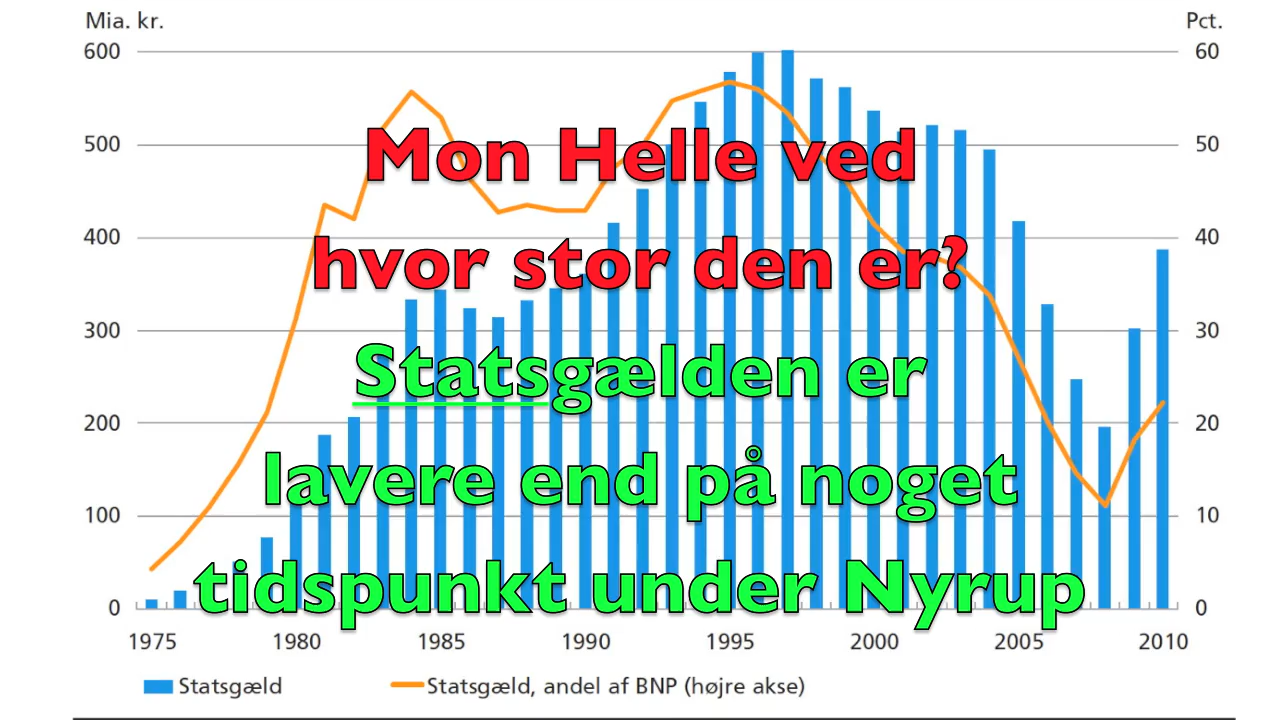 Mia. kr.
Pct.
600
60
Mon Helle ved
500
50
hvor stor den er?
400
40
300
30
Statsgælden er
200
20
lavere end på noget
100
10
tidspunkt under Nyrup
0
0
1975 1980 1985 1990 1995 2000 2005 2010
Statsgæld
Statsgæld, andel af BNP (højre akse)